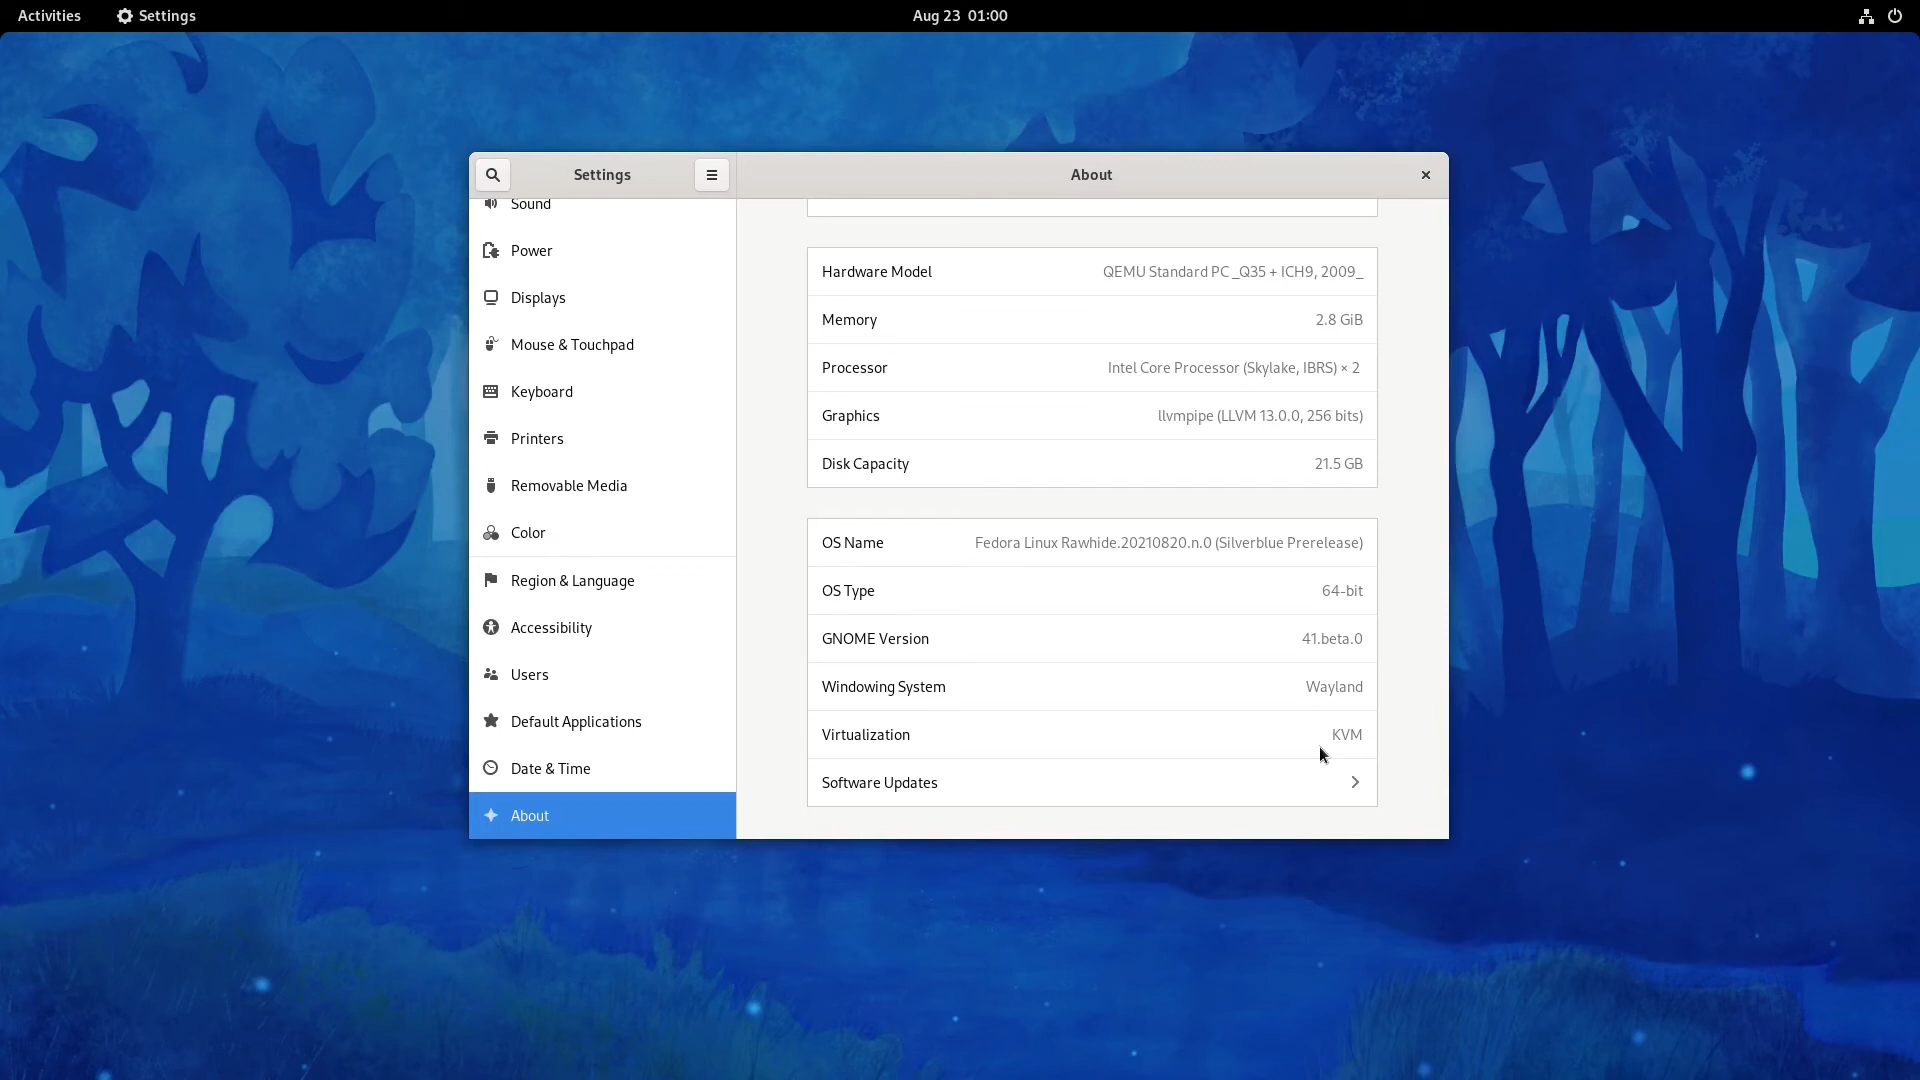 Activities
Settings
Aug 23 01:00
Settings
About
Sound
Power
Displays
Mouse & Touchpad
Keyboard
Printers
Removable Media
Color
Region & Language
Accessibility
Users
Default Applications
Date & Time
About
Hardware Model QEMU Standard PC _Q35 + ICH9, 2009_
Memory 2.8 GiB
Processor Intel Core Processor (Skylake, IBRS) × 2
Graphics llvmpipe (LLVM 13.0.0, 256 bits)
Disk Capacity 21.5 GB
OS Name Fedora Linux Rawhide.20210820.n.0 (Silverblue Prerelease)
OS Type 64-bit
GNOME Version 41.beta.0
Windowing System Wayland
Virtualization KVM
Software Updates